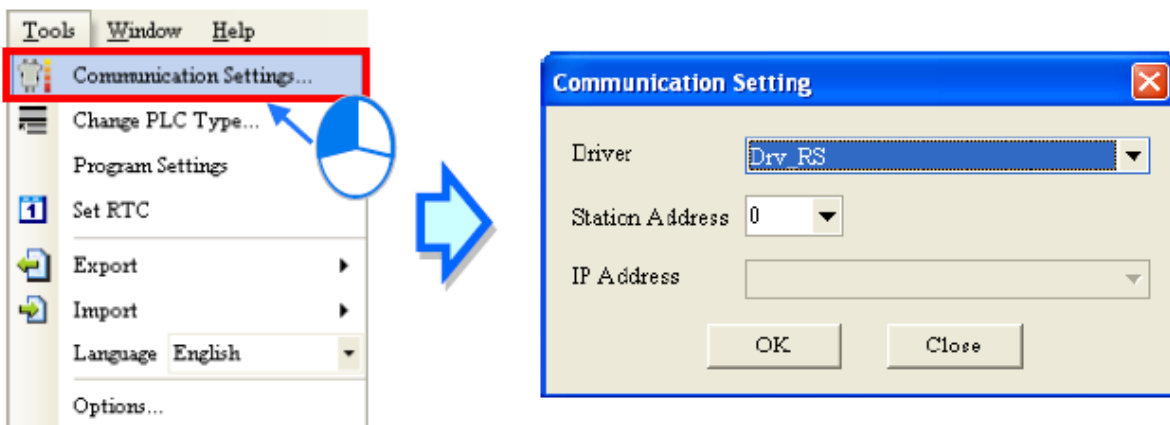 Tools Window Help
Communication Settings...
Change PLC Type...
Program Settings
1 Set RTC
Export
Import
Language English
Options...
Communication Setting
Driver Drv_RS
Station Address 0
IP Address
OK Close